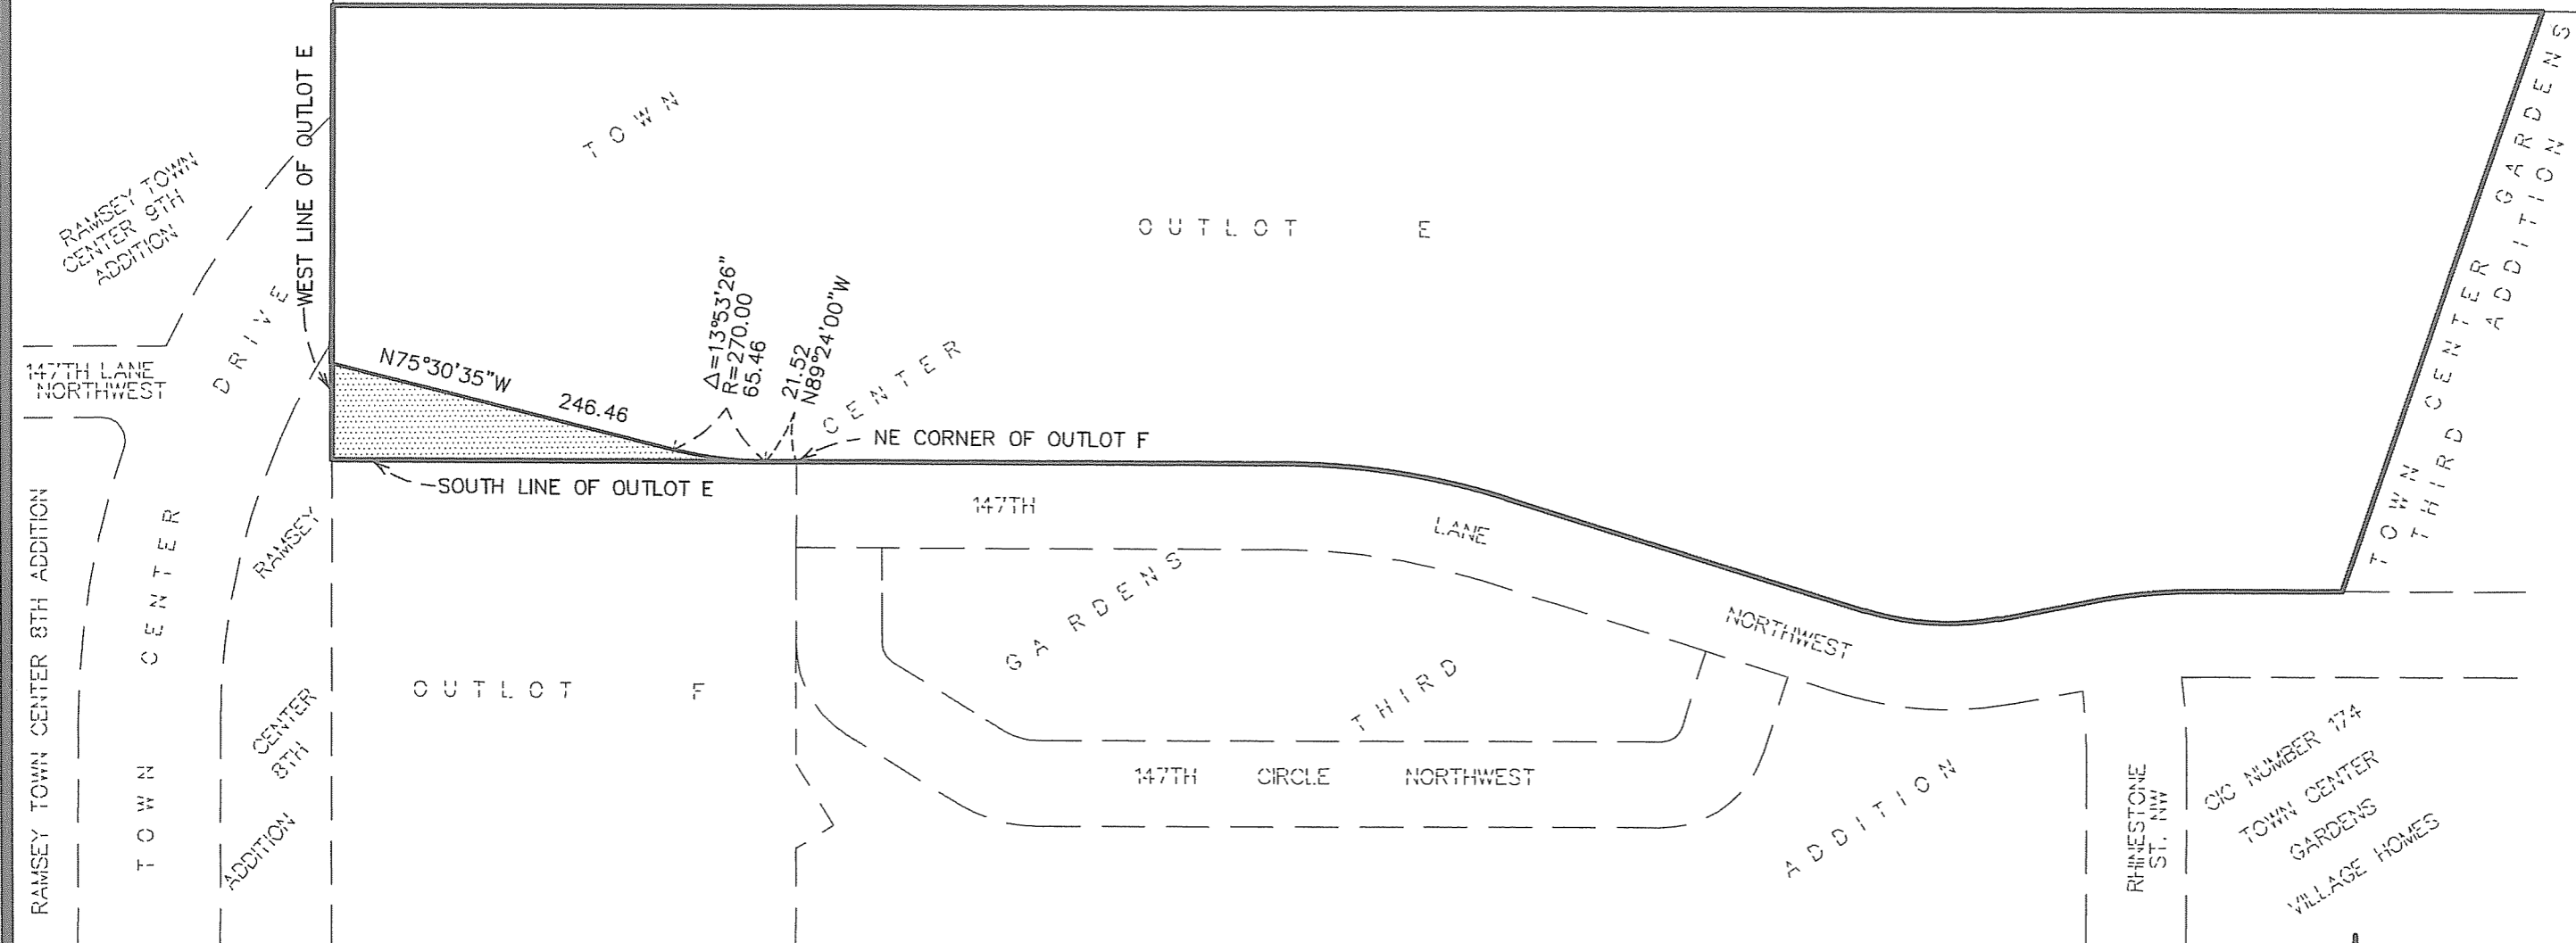 WEST LINE OF OUTLOT E
TOWN
OUTLOT E
RAMSEY TOWN
CENTER 9TH
ADDITION
147TH LANE
NORTHWEST
DRIVE
N75°30'35"W
246.46
Δ=13°53'26"
R=270.00
65.46
21.52
N89°24'00"W
CENTER
NE CORNER OF OUTLOT F
SOUTH LINE OF OUTLOT E
TOWN CENTER GARDENS
THIRD CENTER ADDITION
RAMSEY TOWN CENTER 8TH ADDITION
TOWN CENTER
RAMSEY
CENTER
8TH
ADDITION
OUTLOT F
147TH
LANE
NORTHWEST
GARDENS
THIRD
ADDITION
147TH CIRCLE NORTHWEST
RHINESTONE
ST. NW
CIC NUMBER 174
TOWN CENTER
GARDENS
VILLAGE HOMES